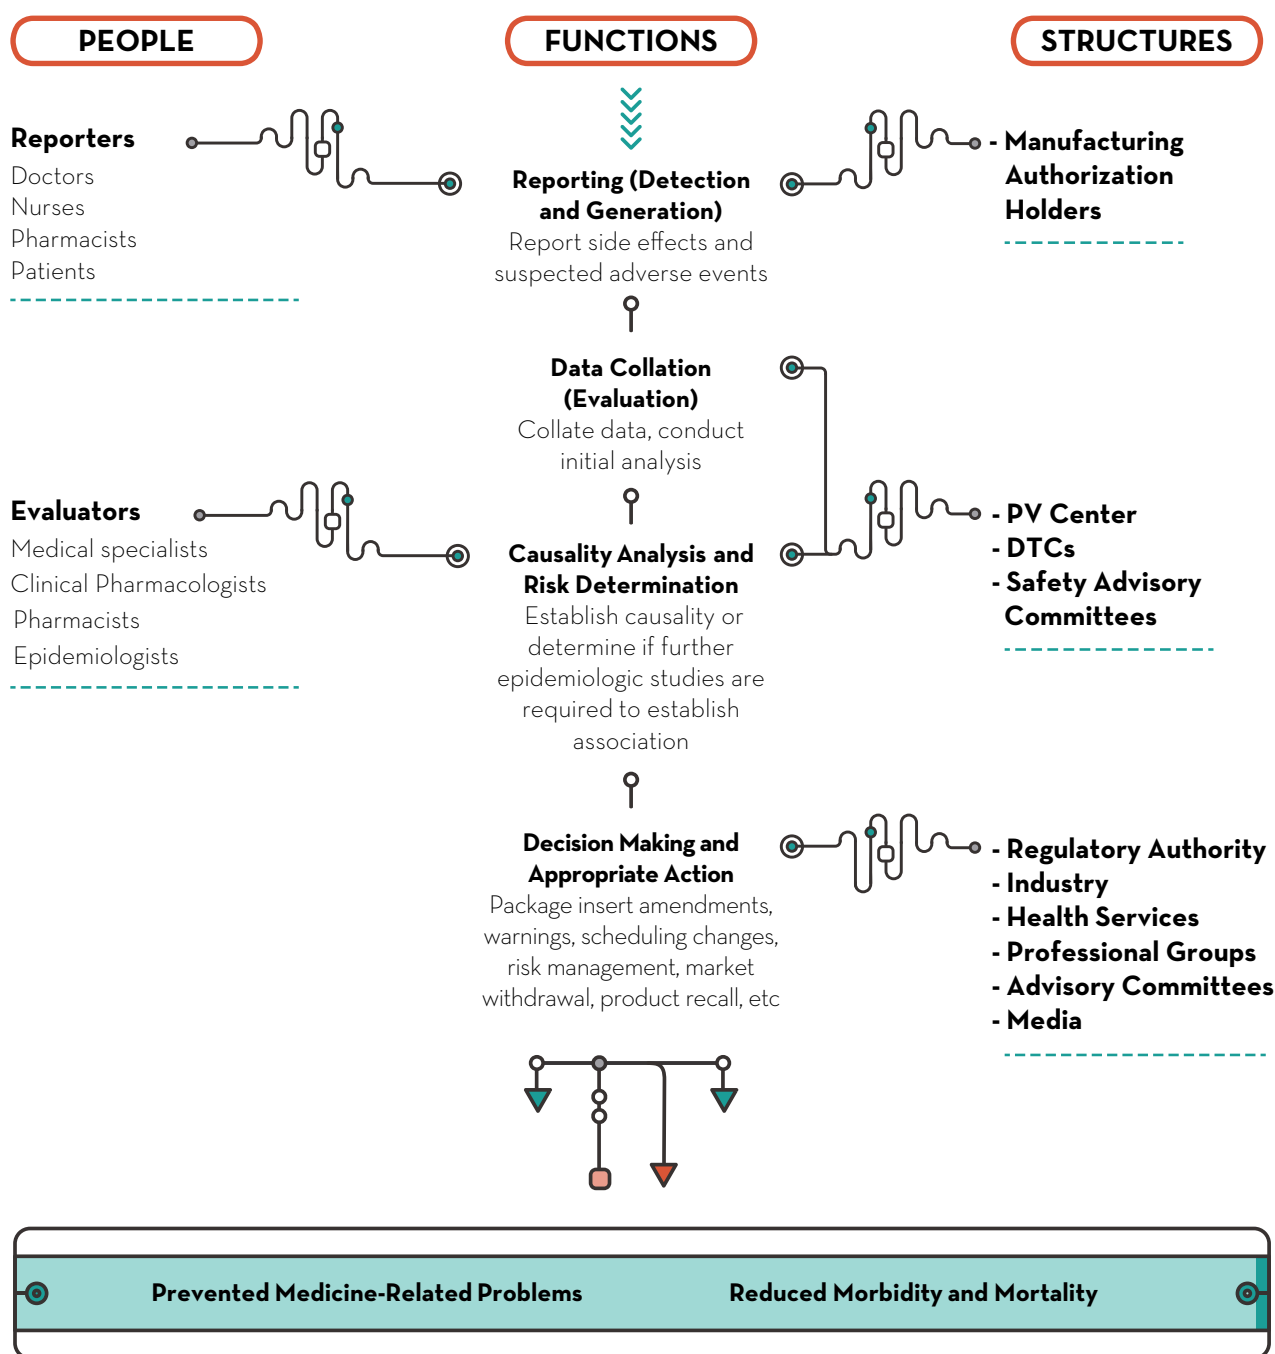 PEOPLE
FUNCTIONS
STRUCTURES
Reporters
Doctors
Nurses
Pharmacists
Patients
Reporting (Detection
and Generation)
Report side effects and
suspected adverse events
- Manufacturing
Authorization
Holders
Data Collation
(Evaluation)
Collate data, conduct
initial analysis
Evaluators
Medical specialists
Clinical Pharmacologists
Pharmacists
Epidemiologists
Causality Analysis and
Risk Determination
Establish causality or
determine if further
epidemiologic studies are
required to establish
association
- PV Center
- DTCs
- Safety Advisory
Committees
Decision Making and
Appropriate Action
Package insert amendments,
warnings, scheduling changes,
risk management, market
withdrawal, product recall, etc
- Regulatory Authority
- Industry
- Health Services
- Professional Groups
- Advisory Committees
- Media
Prevented Medicine-Related Problems
Reduced Morbidity and Mortality